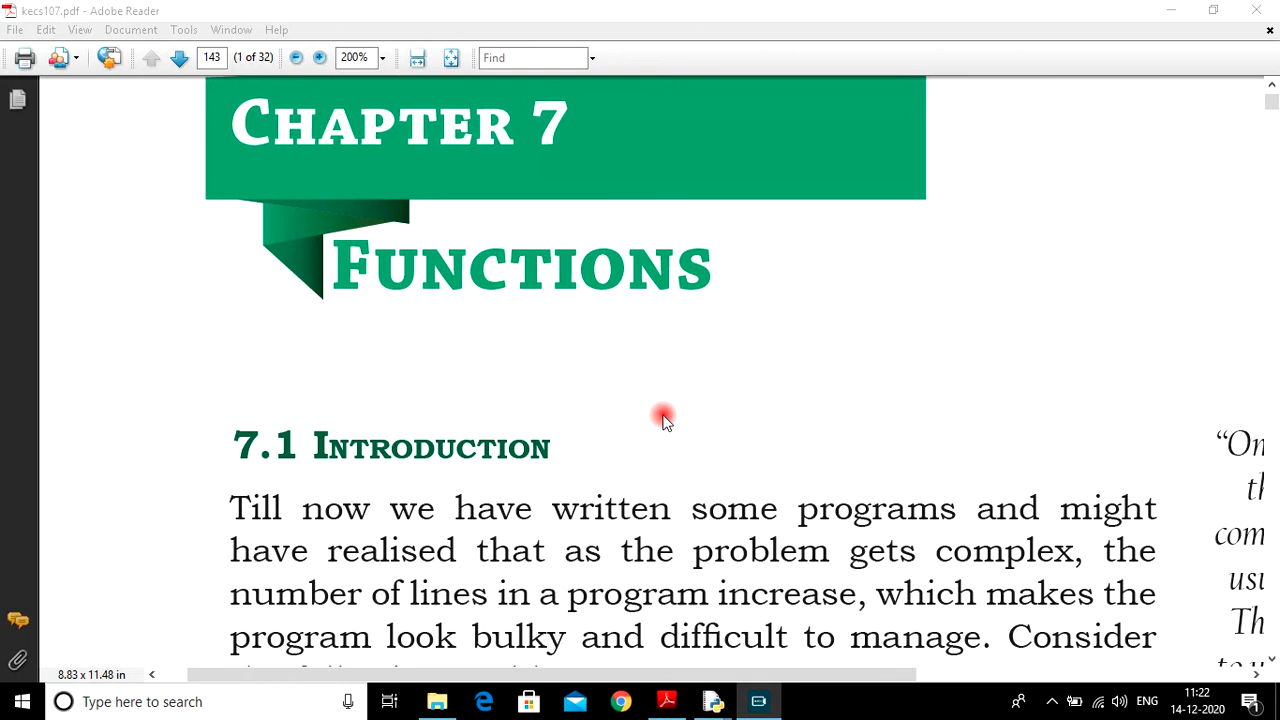 kecs107.pdf - Adobe Reader
File Edit View Document Tools Window Help
143 (1 of 32) 200% Find
CHAPTER 7
FUNCTIONS
7.1 INTRODUCTION
Till now we have written some programs and might
have realised that as the problem gets complex, the
number of lines in a program increase, which makes the
program look bulky and difficult to manage. Consider
8.83 x 11.48 in
Type here to search
ENG
11:22
14-12-2020
1